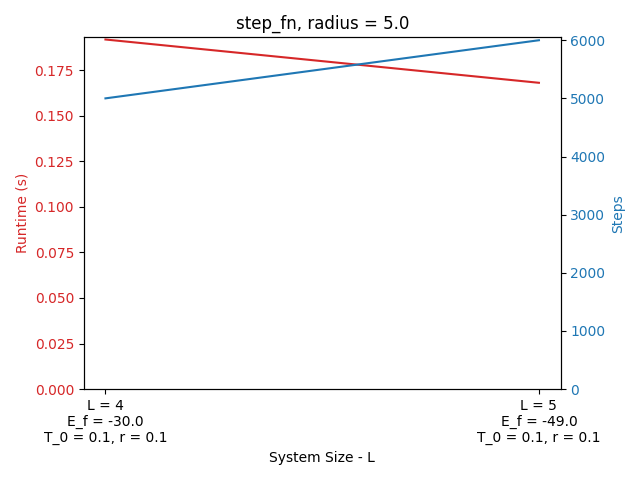 step_fn, radius = 5.0
0.175
0.150
0.125
0.100
0.075
0.050
0.025
0.000
Runtime (s)
6000
5000
4000
3000
2000
1000
0
Steps
L = 4
E_f = -30.0
T_0 = 0.1, r = 0.1
L = 5
E_f = -49.0
T_0 = 0.1, r = 0.1
System Size - L